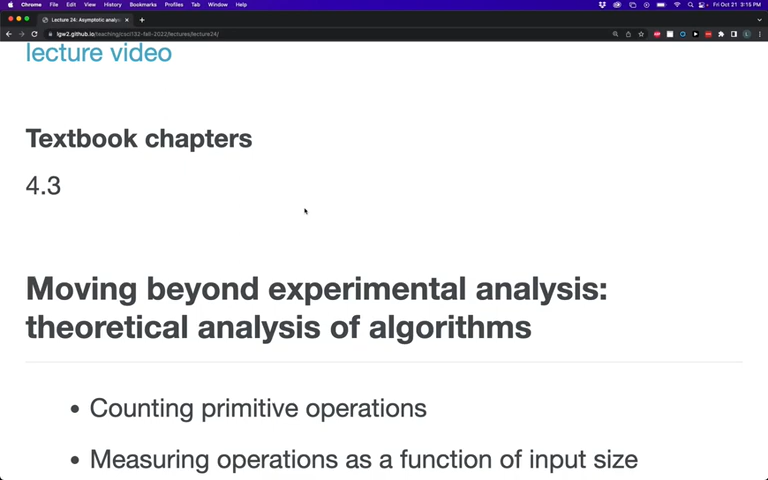 Chrome File Edit View History Bookmarks Profiles Tab Window Help
Fri Oct 21 3:15 PM
Lecture 24: Asymptotic analys
lgw2.github.io/teaching/csci132-fall-2022/lectures/lecture24/
lecture video
Textbook chapters
4.3
Moving beyond experimental analysis:
theoretical analysis of algorithms
• Counting primitive operations
• Measuring operations as a function of input size